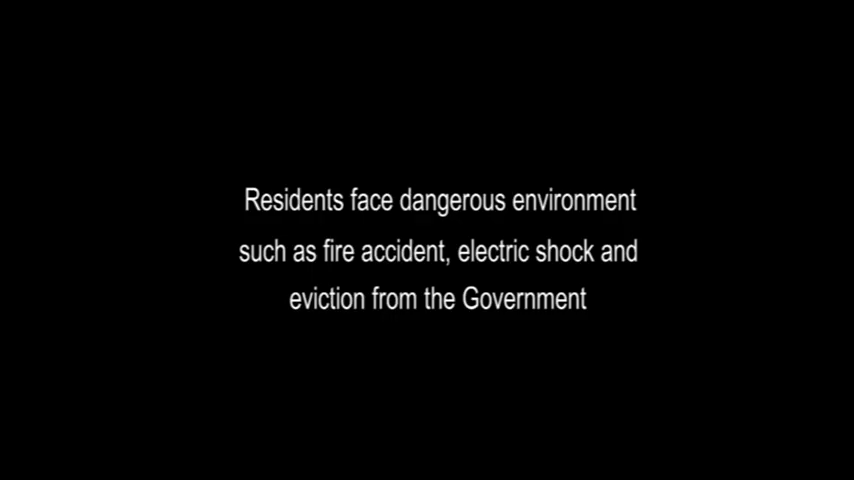 Residents face dangerous environment
such as fire accident, electric shock and
eviction from the Government